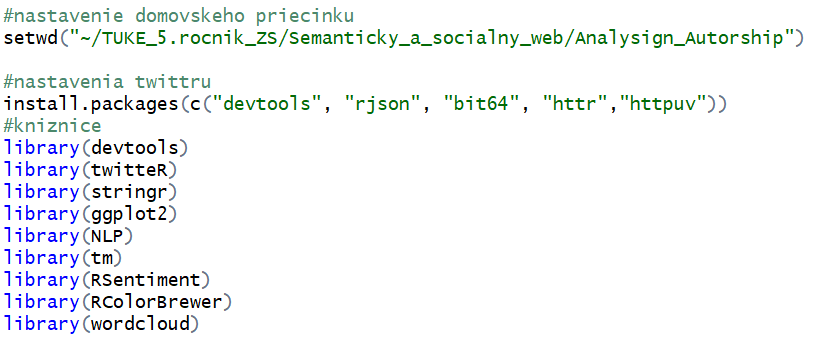 #nastavenie domovskeho priecinku
setwd("~/TUKE_5.rocnik_ZS/Semanticky_a_socialny_web/Analysign_Autorship")
#nastavenia twittru
install.packages(c("devtools", "rjson", "bit64", "httr","httpuv"))
#kniznice
library(devtools)
library(twitteR)
library(stringr)
library(ggplot2)
library(NLP)
library(tm)
library(RSentiment)
library(RColorBrewer)
library(wordcloud)